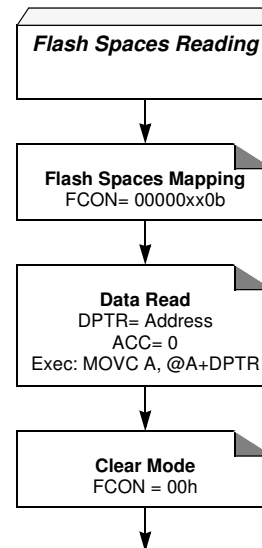 Flash Spaces Reading
Flash Spaces Mapping
FCON= 00000xx0b
Data Read
DPTR= Address
ACC= 0
Exec: MOVC A, @A+DPTR
Clear Mode
FCON = 00h